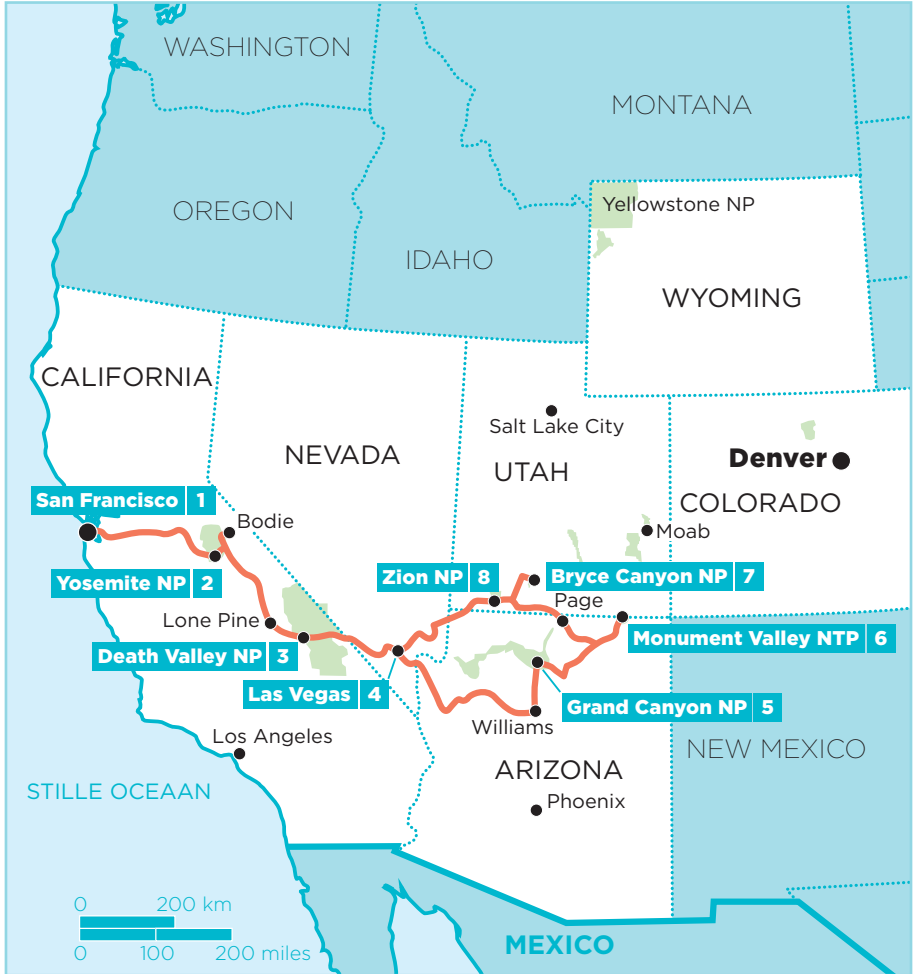 WASHINGTON
MONTANA
OREGON
Yellowstone NP
IDAHO
WYOMING
CALIFORNIA
Salt Lake City
NEVADA
UTAH
Denver
COLORADO
San Francisco 1
Bodie
Moab
Yosemite NP 2
Zion NP 8
Bryce Canyon NP 7
Page
Lone Pine
Monument Valley NTP 6
Death Valley NP 3
Las Vegas 4
Grand Canyon NP 5
Williams
Los Angeles
NEW MEXICO
ARIZONA
STILLE OCEAAN
Phoenix
0 200 km
0 100 200 miles
MEXICO